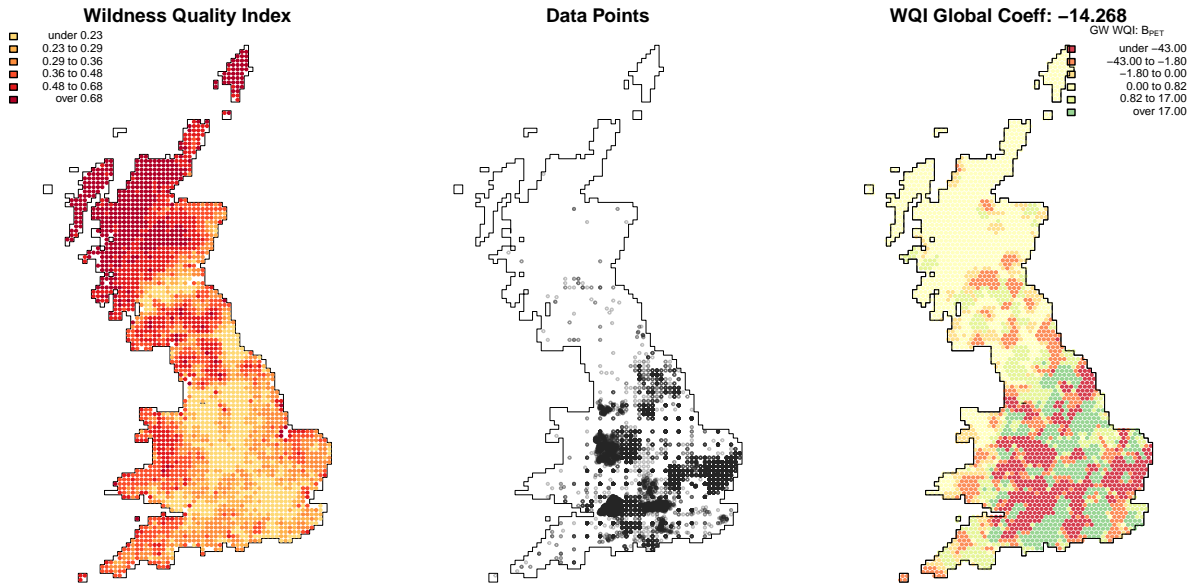 Wildness Quality Index
under 0.23
0.23 to 0.29
0.29 to 0.36
0.36 to 0.48
0.48 to 0.68
over 0.68
Data Points
WQI Global Coeff: −14.268
GW WQI: BPET
under −43.00
−43.00 to −1.80
−1.80 to 0.00
0.00 to 0.82
0.82 to 17.00
over 17.00